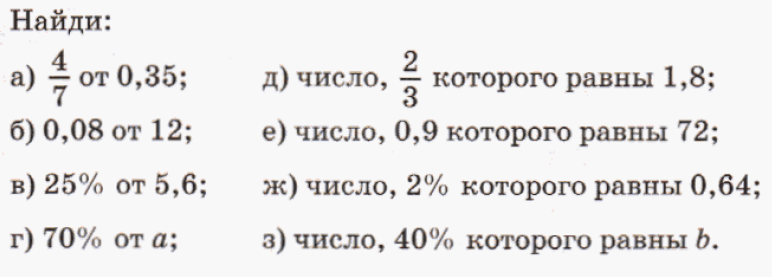 Найди:
а) 4/7 от 0,35; д) число, 2/3 которого равны 1,8;
б) 0,08 от 12; е) число, 0,9 которого равны 72;
в) 25% от 5,6; ж) число, 2% которого равны 0,64;
г) 70% от a; з) число, 40% которого равны b.